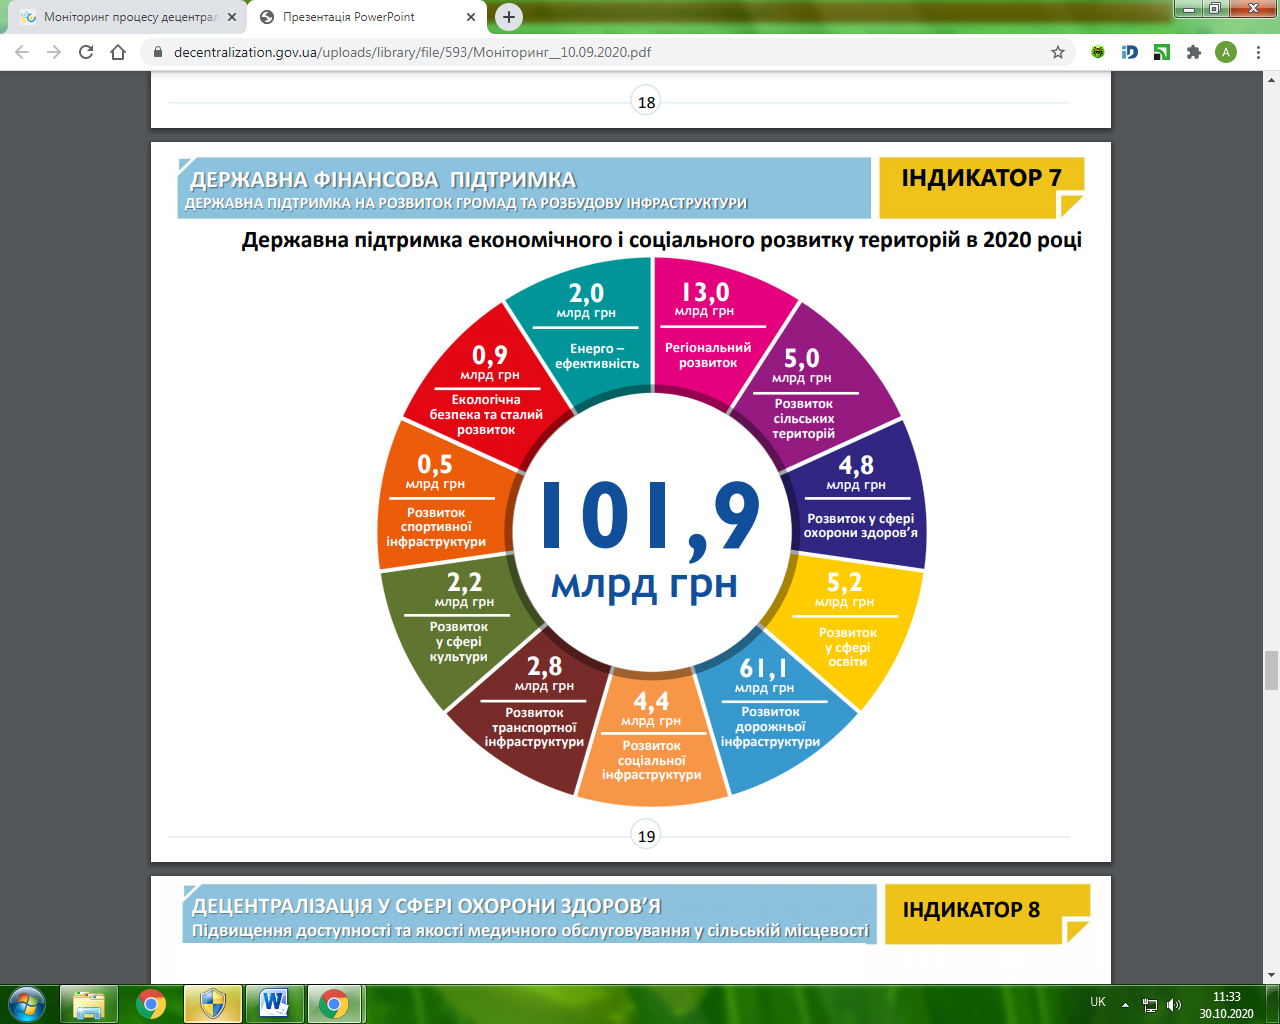 Моніторинг процесу децентрал
Презентація PowerPoint
decentralization.gov.ua/uploads/library/file/593/Моніторинг__10.09.2020.pdf
A
18
ДЕРЖАВНА ФІНАНСОВА ПІДТРИМКА
ДЕРЖАВНА ПІДТРИМКА НА РОЗВИТОК ГРОМАД ТА РОЗБУДОВУ ІНФРАСТРУКТУРИ
ІНДИКАТОР 7
Державна підтримка економічного і соціального розвитку територій в 2020 році
2,0
млрд грн
Енерго –
ефективність
13,0
млрд грн
Регіональний
розвиток
5,0
млрд грн
Розвиток
сільських
територій
4,8
млрд грн
Розвиток у сфері
охорони здоров’я
5,2
млрд грн
Розвиток
у сфері
освіти
61,1
млрд грн
Розвиток
дорожньої
інфраструктури
4,4
млрд грн
Розвиток
соціальної
інфраструктури
2,8
млрд грн
Розвиток
транспортної
інфраструктури
2,2
млрд грн
Розвиток
у сфері
культури
0,5
млрд грн
Розвиток
спортивної
інфраструктури
0,9
млрд грн
Екологічна
безпека та сталий
розвиток
101,9
млрд грн
19
ДЕЦЕНТРАЛІЗАЦІЯ У СФЕРІ ОХОРОНИ ЗДОРОВ’Я
Підвищення доступності та якості медичного обслуговування у сільській місцевості
ІНДИКАТОР 8
UK
11:33
30.10.2020